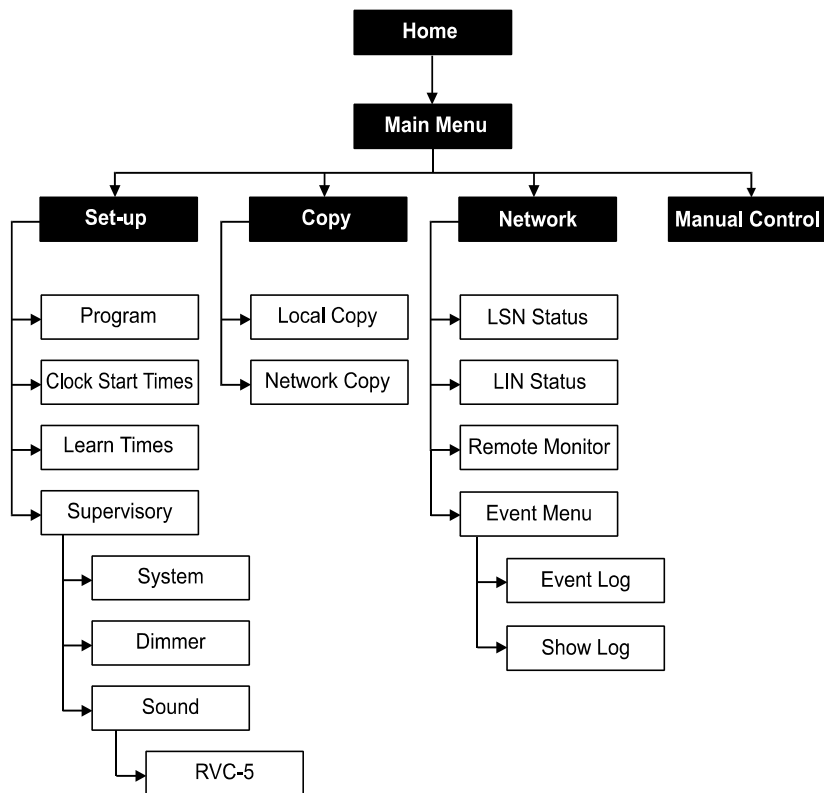 Home
Main Menu
Set-up
Copy
Network
Manual Control
Program
Local Copy
LSN Status
Clock Start Times
Network Copy
LIN Status
Learn Times
Remote Monitor
Supervisory
Event Menu
System
Event Log
Dimmer
Show Log
Sound
RVC-5